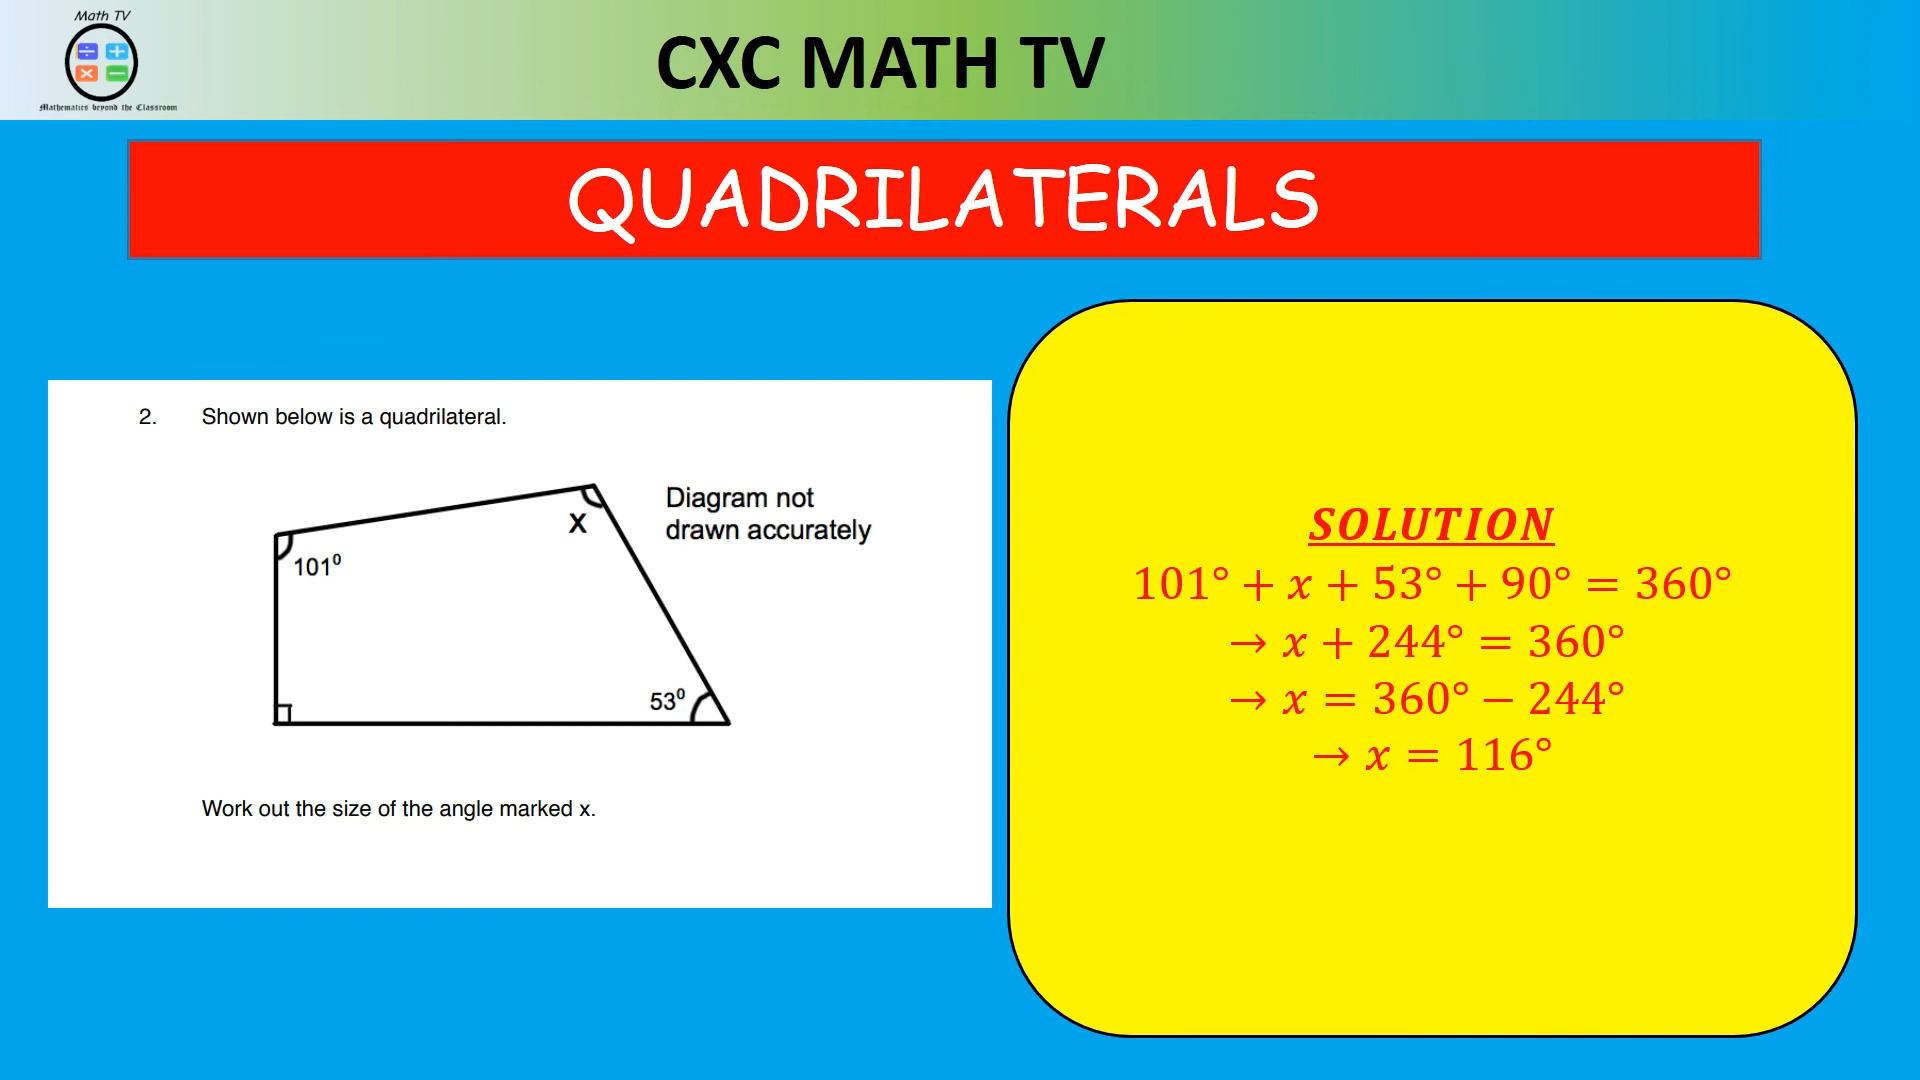 Math TV
Mathematics beyond the Classroom
CXC MATH TV
QUADRILATERALS
2. Shown below is a quadrilateral.
Diagram not
drawn accurately
x
101⁰
53⁰
Work out the size of the angle marked x.
SOLUTION
101° + x + 53° + 90° = 360°
→ x + 244° = 360°
→ x = 360° − 244°
→ x = 116°